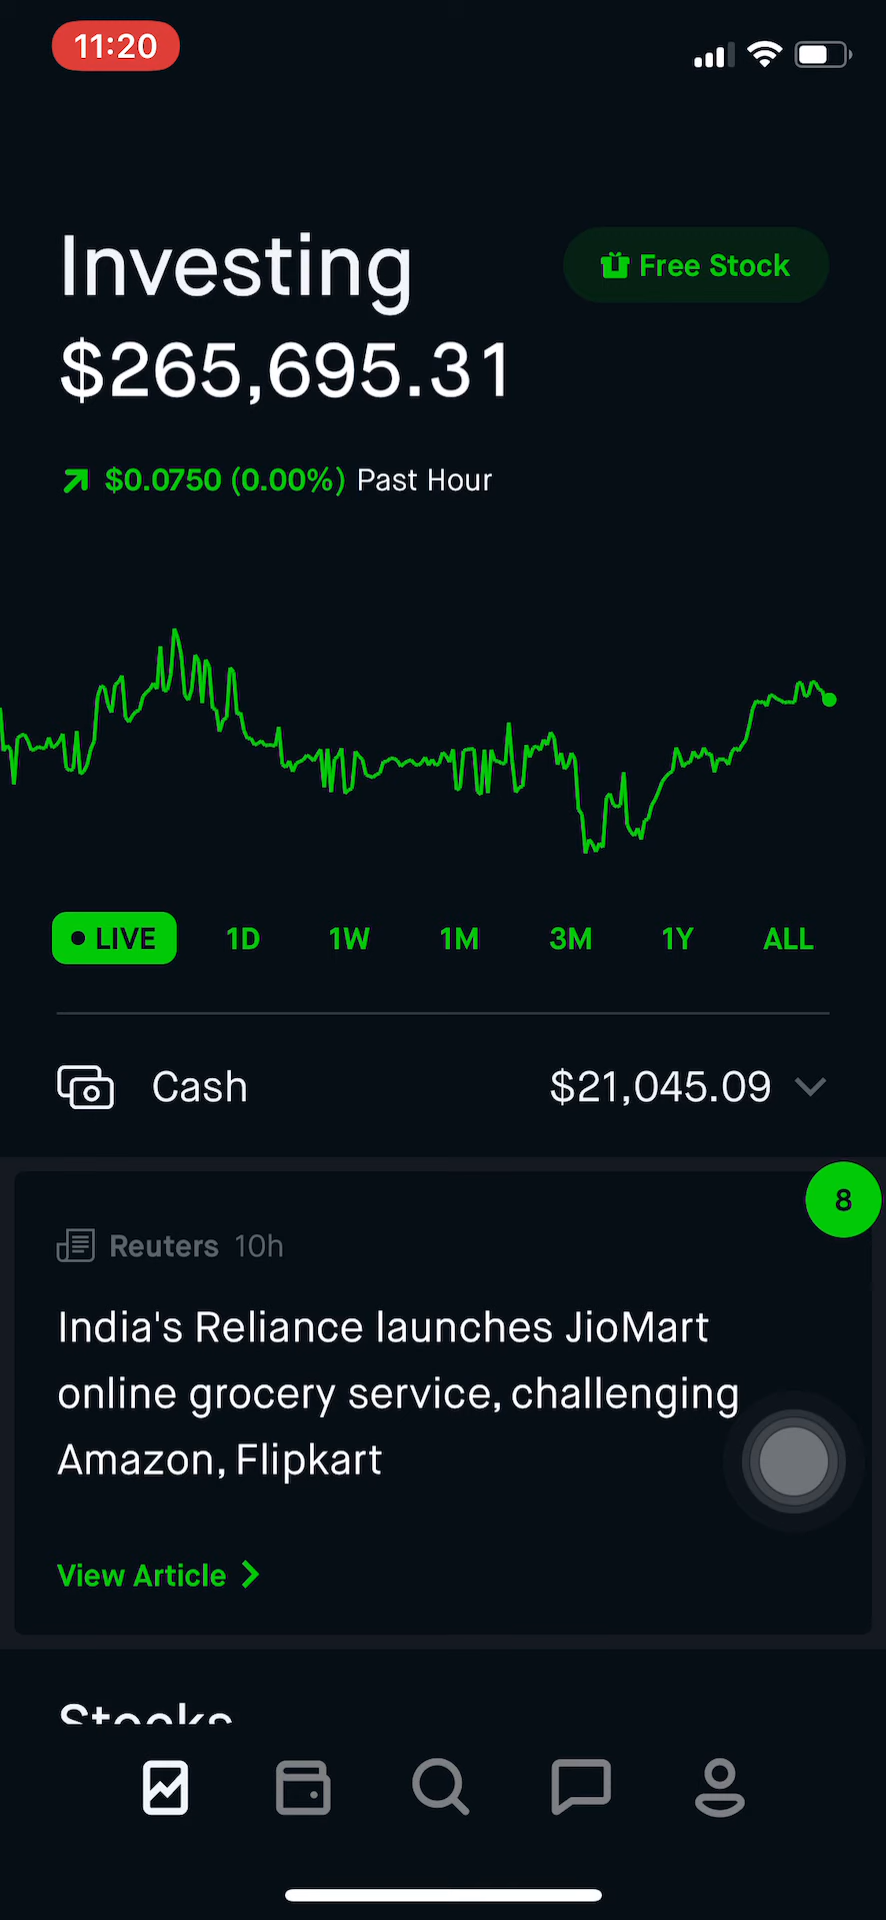 11:20
Investing
Free Stock
$265,695.31
$0.0750 (0.00%) Past Hour
LIVE 1D 1W 1M 3M 1Y ALL
Cash $21,045.09
8
Reuters 10h
India's Reliance launches JioMart
online grocery service, challenging
Amazon, Flipkart
View Article
Stocks